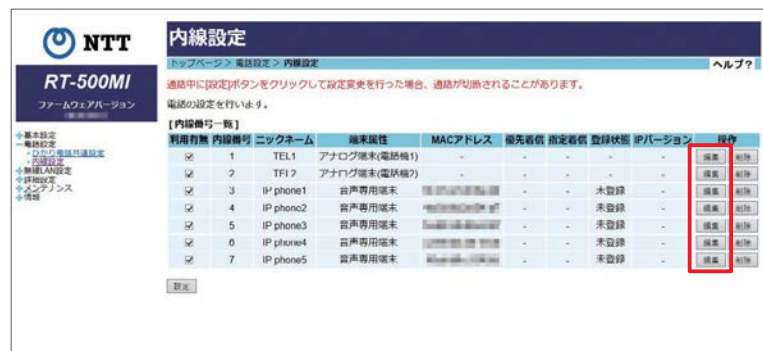 NTT
RT-500MI
ファームウェアバージョン
基本設定
電話設定
ひかり電話共通設定
内線設定
無線LAN設定
詳細設定
メンテナンス
情報
内線設定
トップページ > 電話設定 > 内線設定
ヘルプ?
通話中に[設定]ボタンをクリックして設定変更を行った場合、通話が切断されることがあります。
電話の設定を行います。
[内線番号一覧]
利用有無 内線番号 ニックネーム 端末属性 MACアドレス 優先着信 指定着信 登録状態 IPバージョン 操作
1 TEL1 アナログ端末(電話機1) - - - - - 編集 削除
2 TEL2 アナログ端末(電話機2) - - - - - 編集 削除
3 IP phone1 音声専用端末 - - 未登録 - 編集 削除
4 IP phone2 音声専用端末 - - 未登録 - 編集 削除
5 IP phone3 音声専用端末 - - 未登録 - 編集 削除
6 IP phone4 音声専用端末 - - 未登録 - 編集 削除
7 IP phone5 音声専用端末 - - 未登録 - 編集 削除
設定